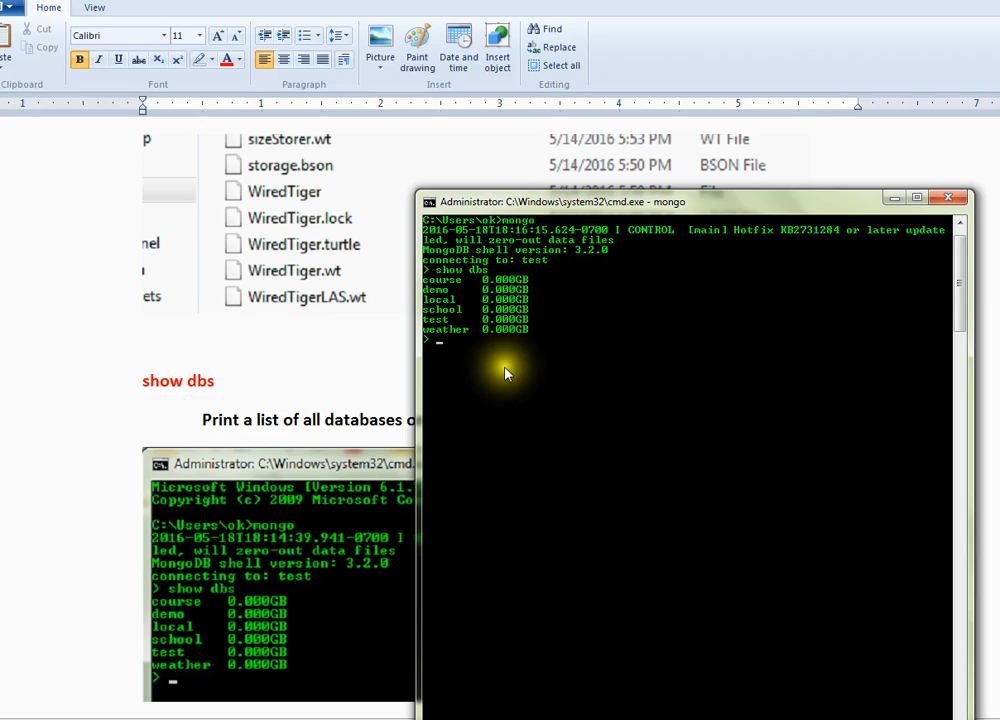 Home View
Cut
Copy
Clipboard
Calibri 11
Font
Paragraph
Picture
Paint drawing
Date and time
Insert object
Insert
Find
Replace
Select all
Editing
1 1 2 3 4 5 7
sizeStorer.wt 5/14/2016 5:53 PM WT File
storage.bson 5/14/2016 5:50 PM BSON File
WiredTiger
WiredTiger.lock
WiredTiger.turtle
WiredTiger.wt
WiredTigerLAS.wt
show dbs
Print a list of all databases
Administrator: C:\Windows\system32\cmd.
Microsoft Windows [Version 6.1.
Copyright (c) 2009 Microsoft Co
C:\Users\ok>mongo
2016-05-18T18:14:39.941-0700 I
led, will zero-out data files
MongoDB shell version: 3.2.0
connecting to: test
> show dbs
course 0.000GB
demo 0.000GB
local 0.000GB
school 0.000GB
test 0.000GB
weather 0.000GB
> _
Administrator: C:\Windows\system32\cmd.exe - mongo
C:\Users\ok>mongo
2016-05-18T18:16:15.624-0700 I CONTROL [main] Hotfix KB2731284 or later update
led, will zero-out data files
MongoDB shell version: 3.2.0
connecting to: test
> show dbs
course 0.000GB
demo 0.000GB
local 0.000GB
school 0.000GB
test 0.000GB
weather 0.000GB
> _